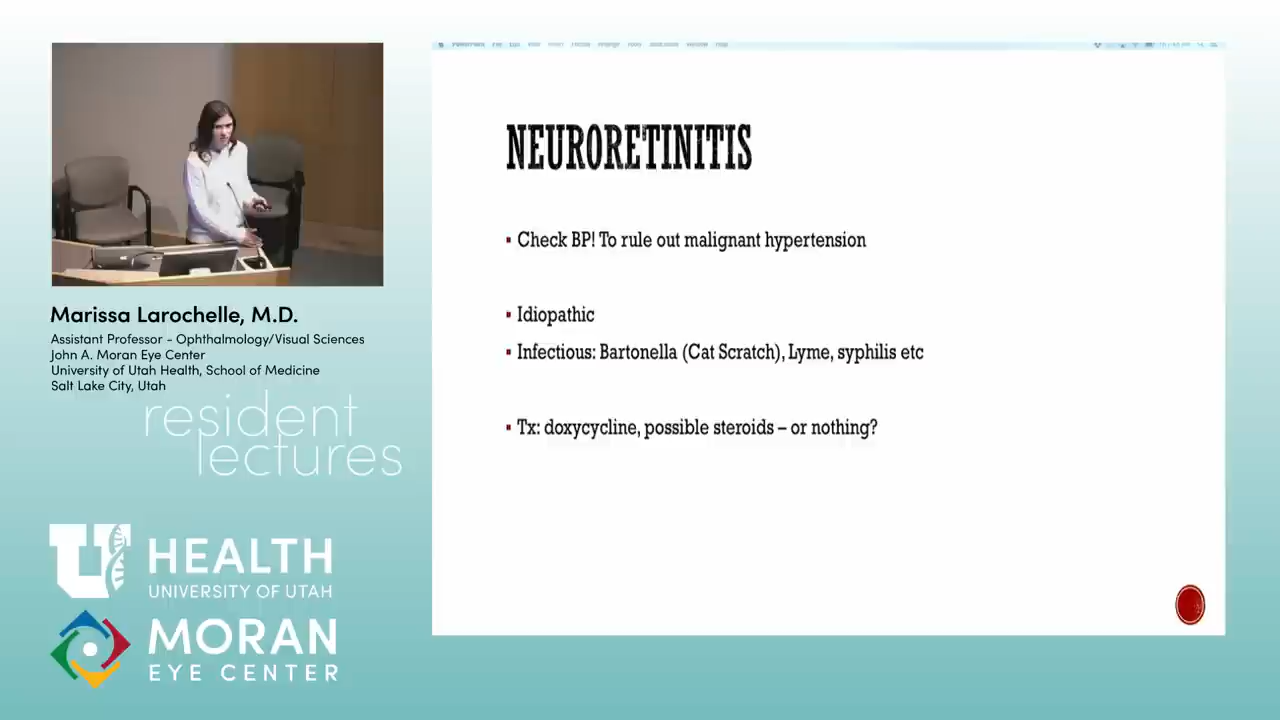 NEURORETINITIS
▪ Check BP! To rule out malignant hypertension
▪ Idiopathic
▪ Infectious: Bartonella (Cat Scratch), Lyme, syphilis etc
▪ Tx: doxycycline, possible steroids – or nothing?
Marissa Larochelle, M.D.
Assistant Professor - Ophthalmology/Visual Sciences
John A. Moran Eye Center
University of Utah Health, School of Medicine
Salt Lake City, Utah
resident
lectures
U HEALTH
UNIVERSITY OF UTAH
MORAN
EYE CENTER